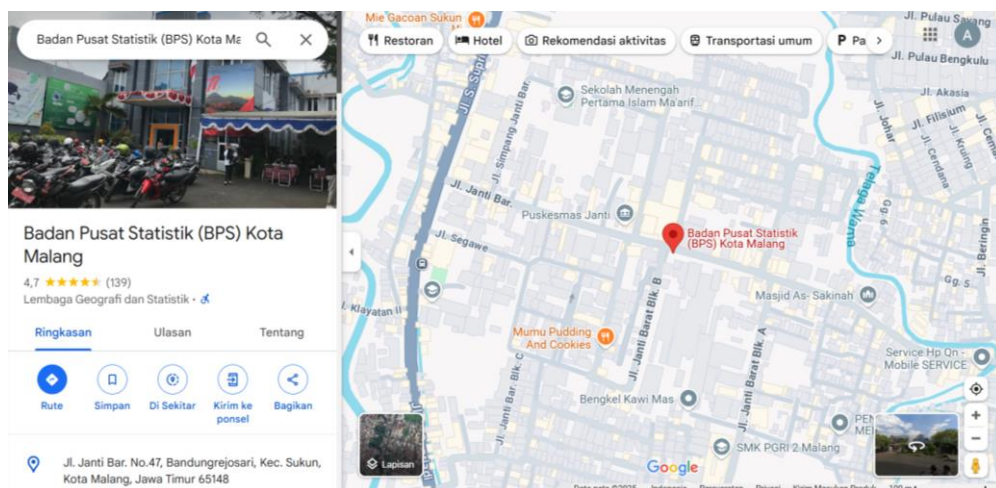 Badan Pusat Statistik (BPS) Kota Ma
Badan Pusat Statistik (BPS) Kota
Malang
4,7 (139)
Lembaga Geografi dan Statistik ·
Ringkasan Ulasan Tentang
Rute Simpan Di Sekitar Kirim ke
ponsel Bagikan
Jl. Janti Bar. No.47, Bandungrejosari, Kec. Sukun,
Kota Malang, Jawa Timur 65148
Mie Gacoan Sukun
Restoran Hotel Rekomendasi aktivitas Transportasi umum P Pa
A
Jl. Pulau Sayang
Jl. Pulau Bengkulu
Jl. S. Supri
Sekolah Menengah
Pertama Islam Ma'arif...
Jl. Akasia
Jl. Filisium
Jl. Johar
Jl. Kruing
Jl. Cendana
Jl. Simpang Janti Bar.
Jl. Janti Bar.
Telaga Warna
Gg. 6
Puskesmas Janti
Badan Pusat Statistik
(BPS) Kota Malang
Jl. Segawe
Jl. Beringin
Gg. 5
Masjid As- Sakinah
Klayatan II
Jl. Janti Barat Blk. B
Mumu Pudding
And Cookies
Jl. Janti Barat Blk. A
Service Hp Qn -
Mobile SERVICE
Jl. Janti Bar. Blk. C
Bengkel Kawi Mas
SMK PGRI 2 Malang
Lapisan
Google